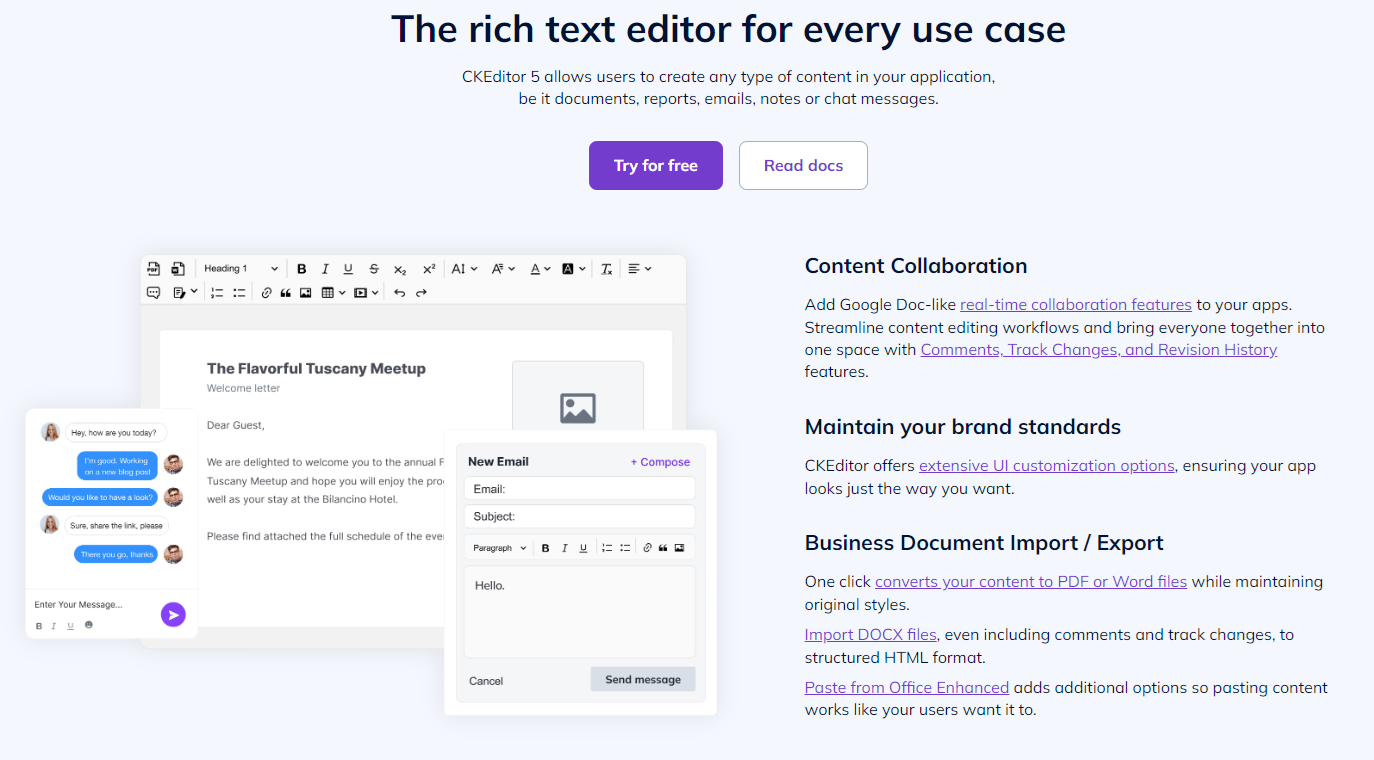 The rich text editor for every use case
CKEditor 5 allows users to create any type of content in your application,
be it documents, reports, emails, notes or chat messages.
Try for free
Read docs
Heading 1
The Flavorful Tuscany Meetup
Welcome letter
Dear Guest,
We are delighted to welcome you to the annual F
Tuscany Meetup and hope you will enjoy the pro
well as your stay at the Bilancino Hotel.
Please find attached the full schedule of the eve
Hey, how are you today?
I'm good. Working
on a new blog post
Would you like to have a look?
Sure, share the link, please
There you go, thanks
Enter Your Message...
B I U
New Email
+ Compose
Email:
Subject:
Paragraph
B I U
Hello.
Cancel
Send message
Content Collaboration
Add Google Doc-like real-time collaboration features to your apps.
Streamline content editing workflows and bring everyone together into
one space with Comments, Track Changes, and Revision History
features.
Maintain your brand standards
CKEditor offers extensive UI customization options, ensuring your app
looks just the way you want.
Business Document Import / Export
One click converts your content to PDF or Word files while maintaining
original styles.
Import DOCX files, even including comments and track changes, to
structured HTML format.
Paste from Office Enhanced adds additional options so pasting content
works like your users want it to.